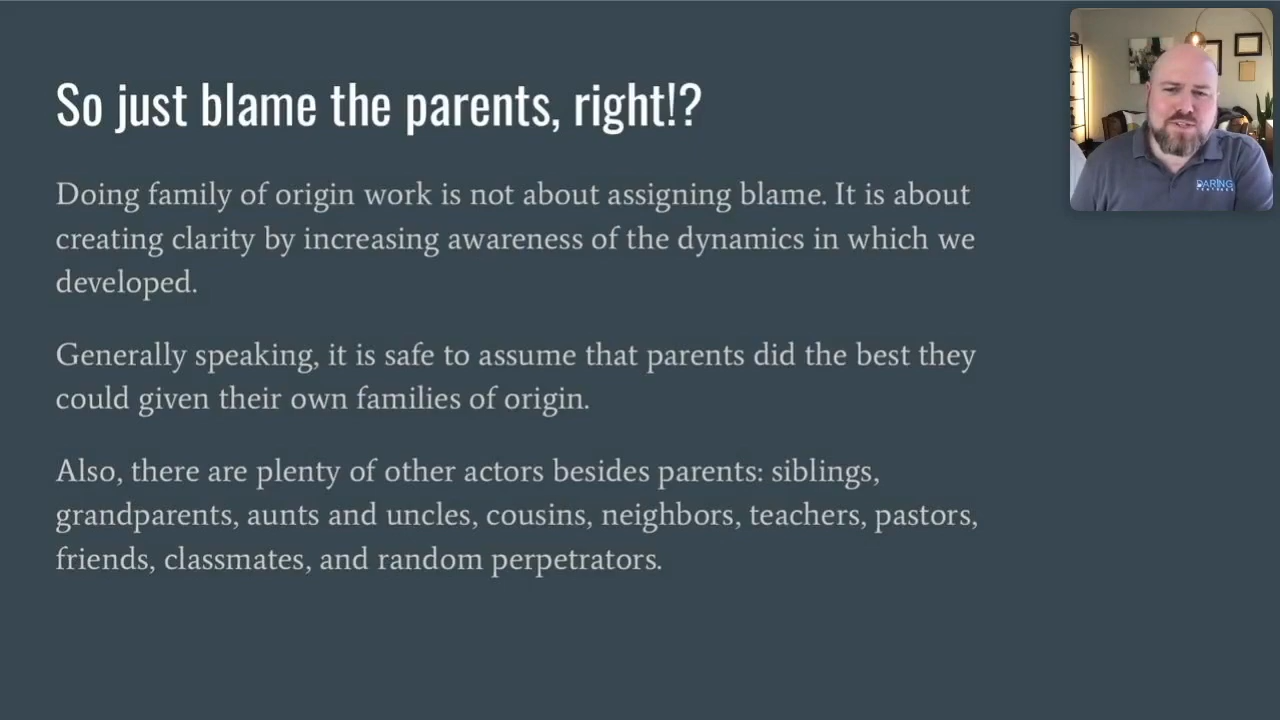 So just blame the parents, right!?
Doing family of origin work is not about assigning blame. It is about
creating clarity by increasing awareness of the dynamics in which we
developed.
Generally speaking, it is safe to assume that parents did the best they
could given their own families of origin.
Also, there are plenty of other actors besides parents: siblings,
grandparents, aunts and uncles, cousins, neighbors, teachers, pastors,
friends, classmates, and random perpetrators.
DARING